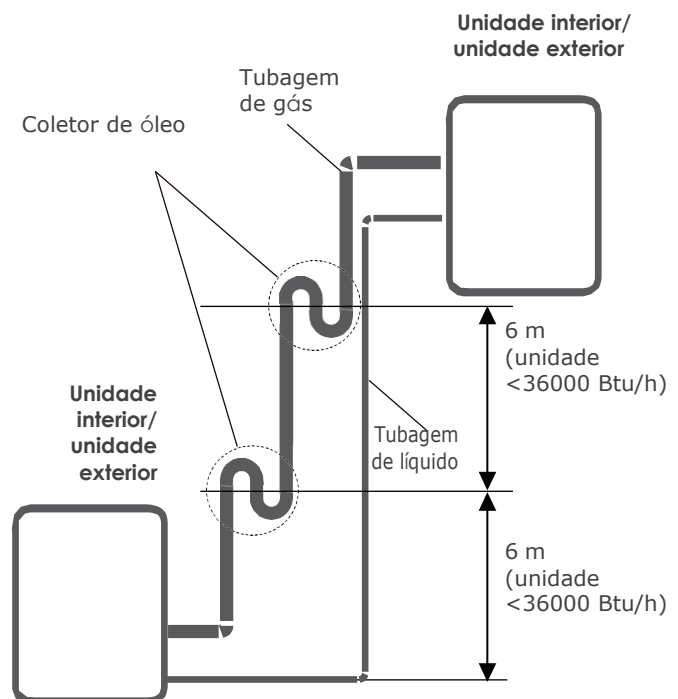 Unidade interior/
unidade exterior
Tubagem
de gás
Coletor de óleo
6 m
(unidade
<36000 Btu/h)
Unidade
interior/
unidade
exterior
Tubagem
de líquido
6 m
(unidade
<36000 Btu/h)